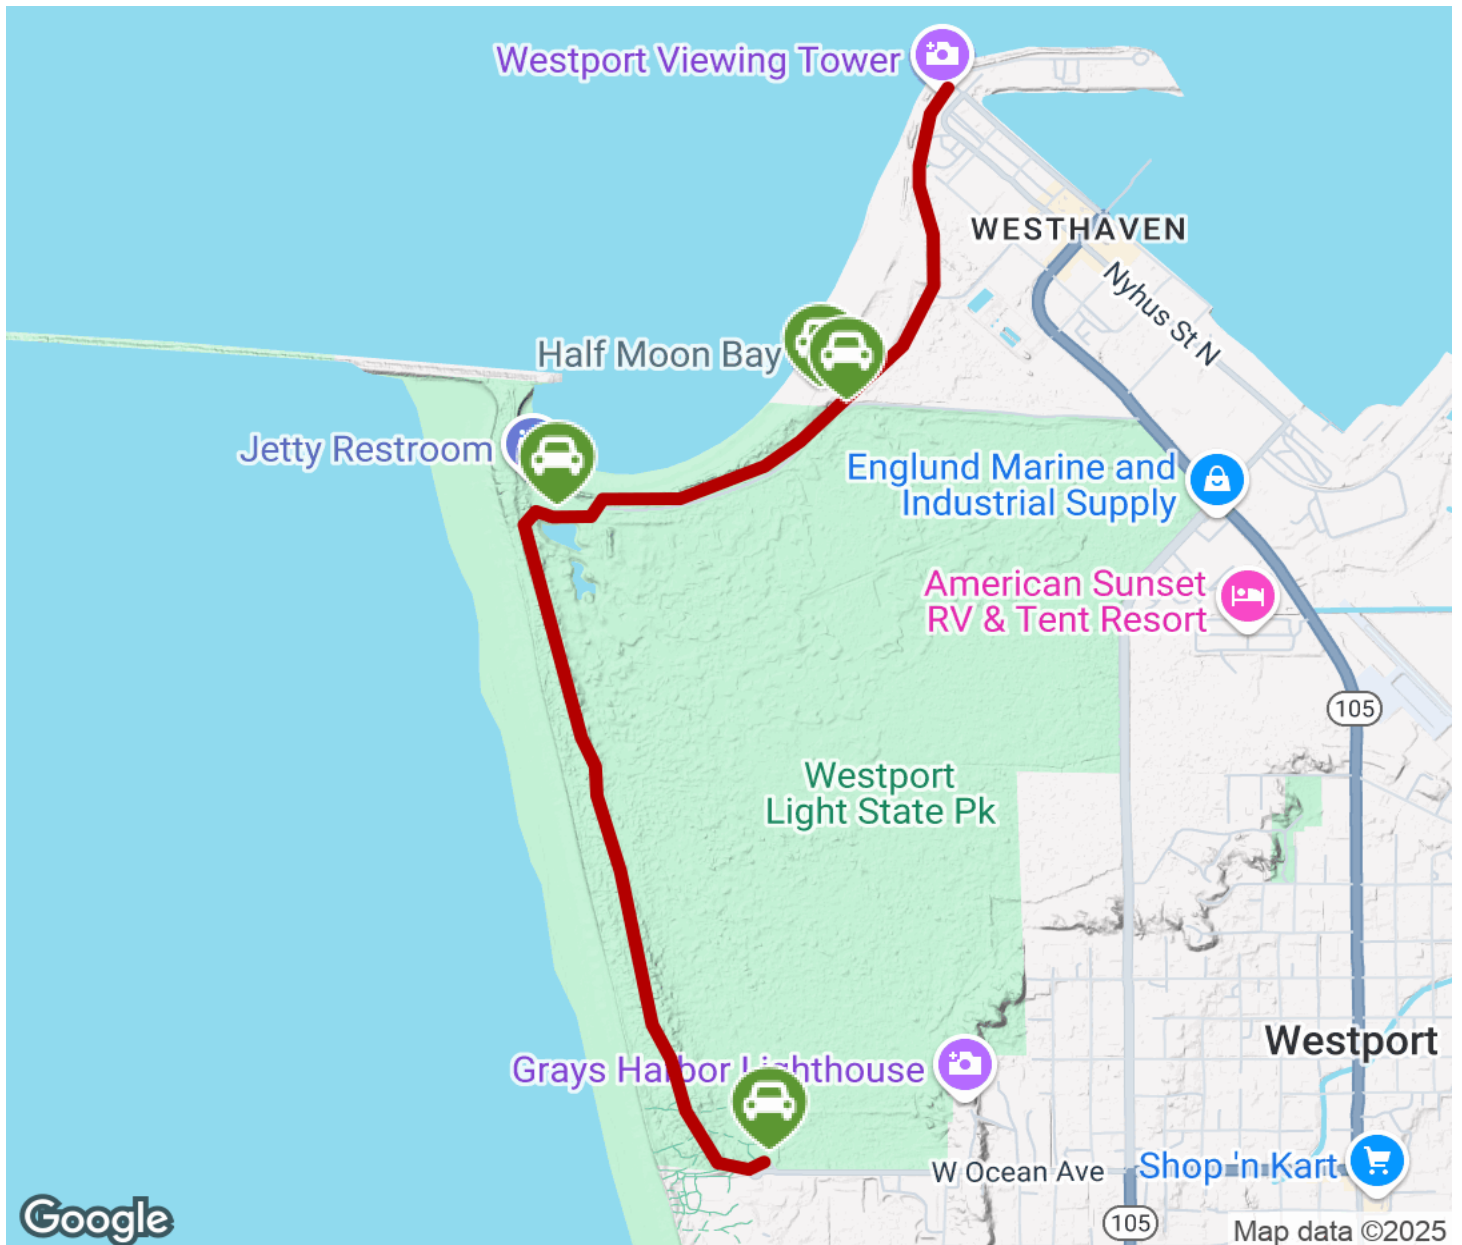 Westport Viewing Tower
WESTHAVEN
Nyhus St N
Half Moon Bay
Jetty Restroom
Englund Marine and
Industrial Supply
American Sunset
RV & Tent Resort
105
Westport
Light State Pk
Westport
Grays Harbor Lighthouse
W Ocean Ave
Shop 'n Kart
105
Google
Map data ©2025